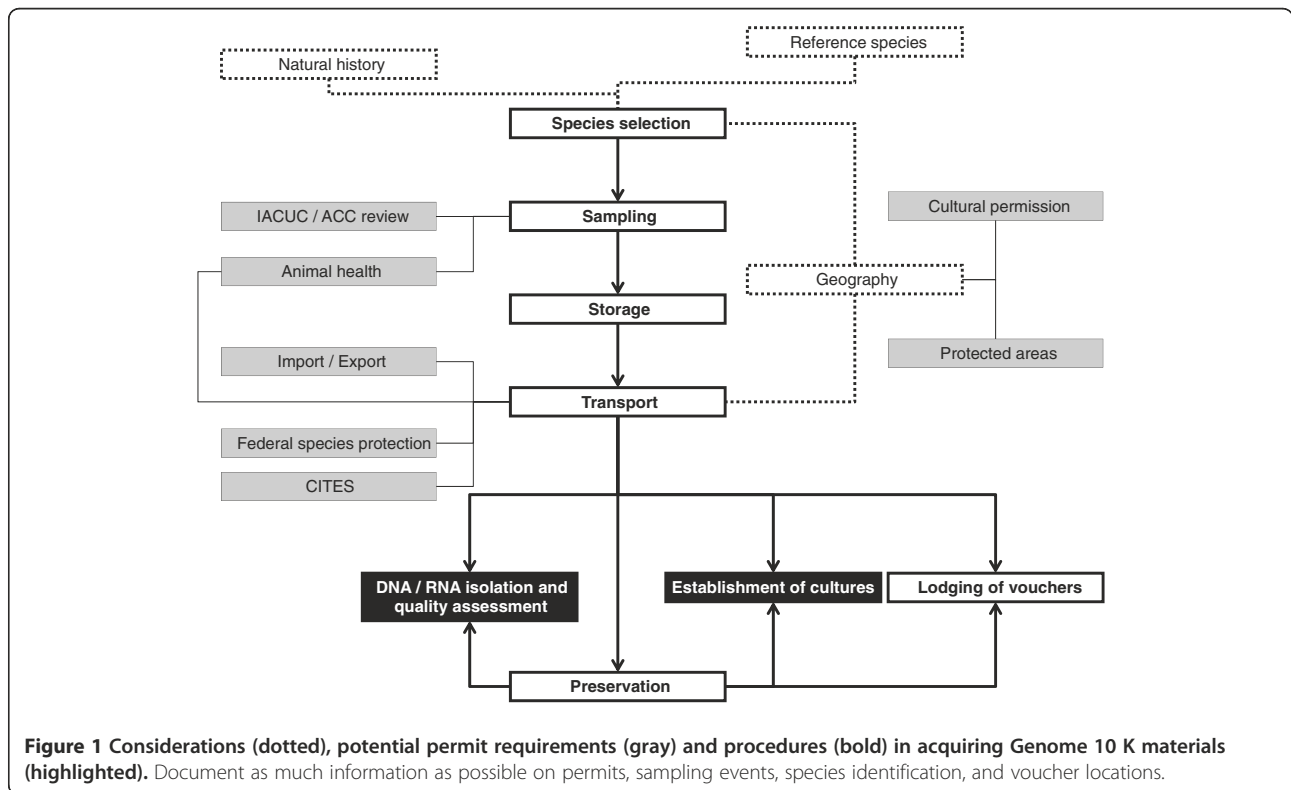 Reference species
Natural history
Species selection
IACUC / ACC review
Sampling
Cultural permission
Animal health
Geography
Storage
Import / Export
Protected areas
Transport
Federal species protection
CITES
DNA / RNA isolation and
quality assessment
Establishment of cultures
Lodging of vouchers
Preservation
Figure 1 Considerations (dotted), potential permit requirements (gray) and procedures (bold) in acquiring Genome 10 K materials
(highlighted). Document as much information as possible on permits, sampling events, species identification, and voucher locations.